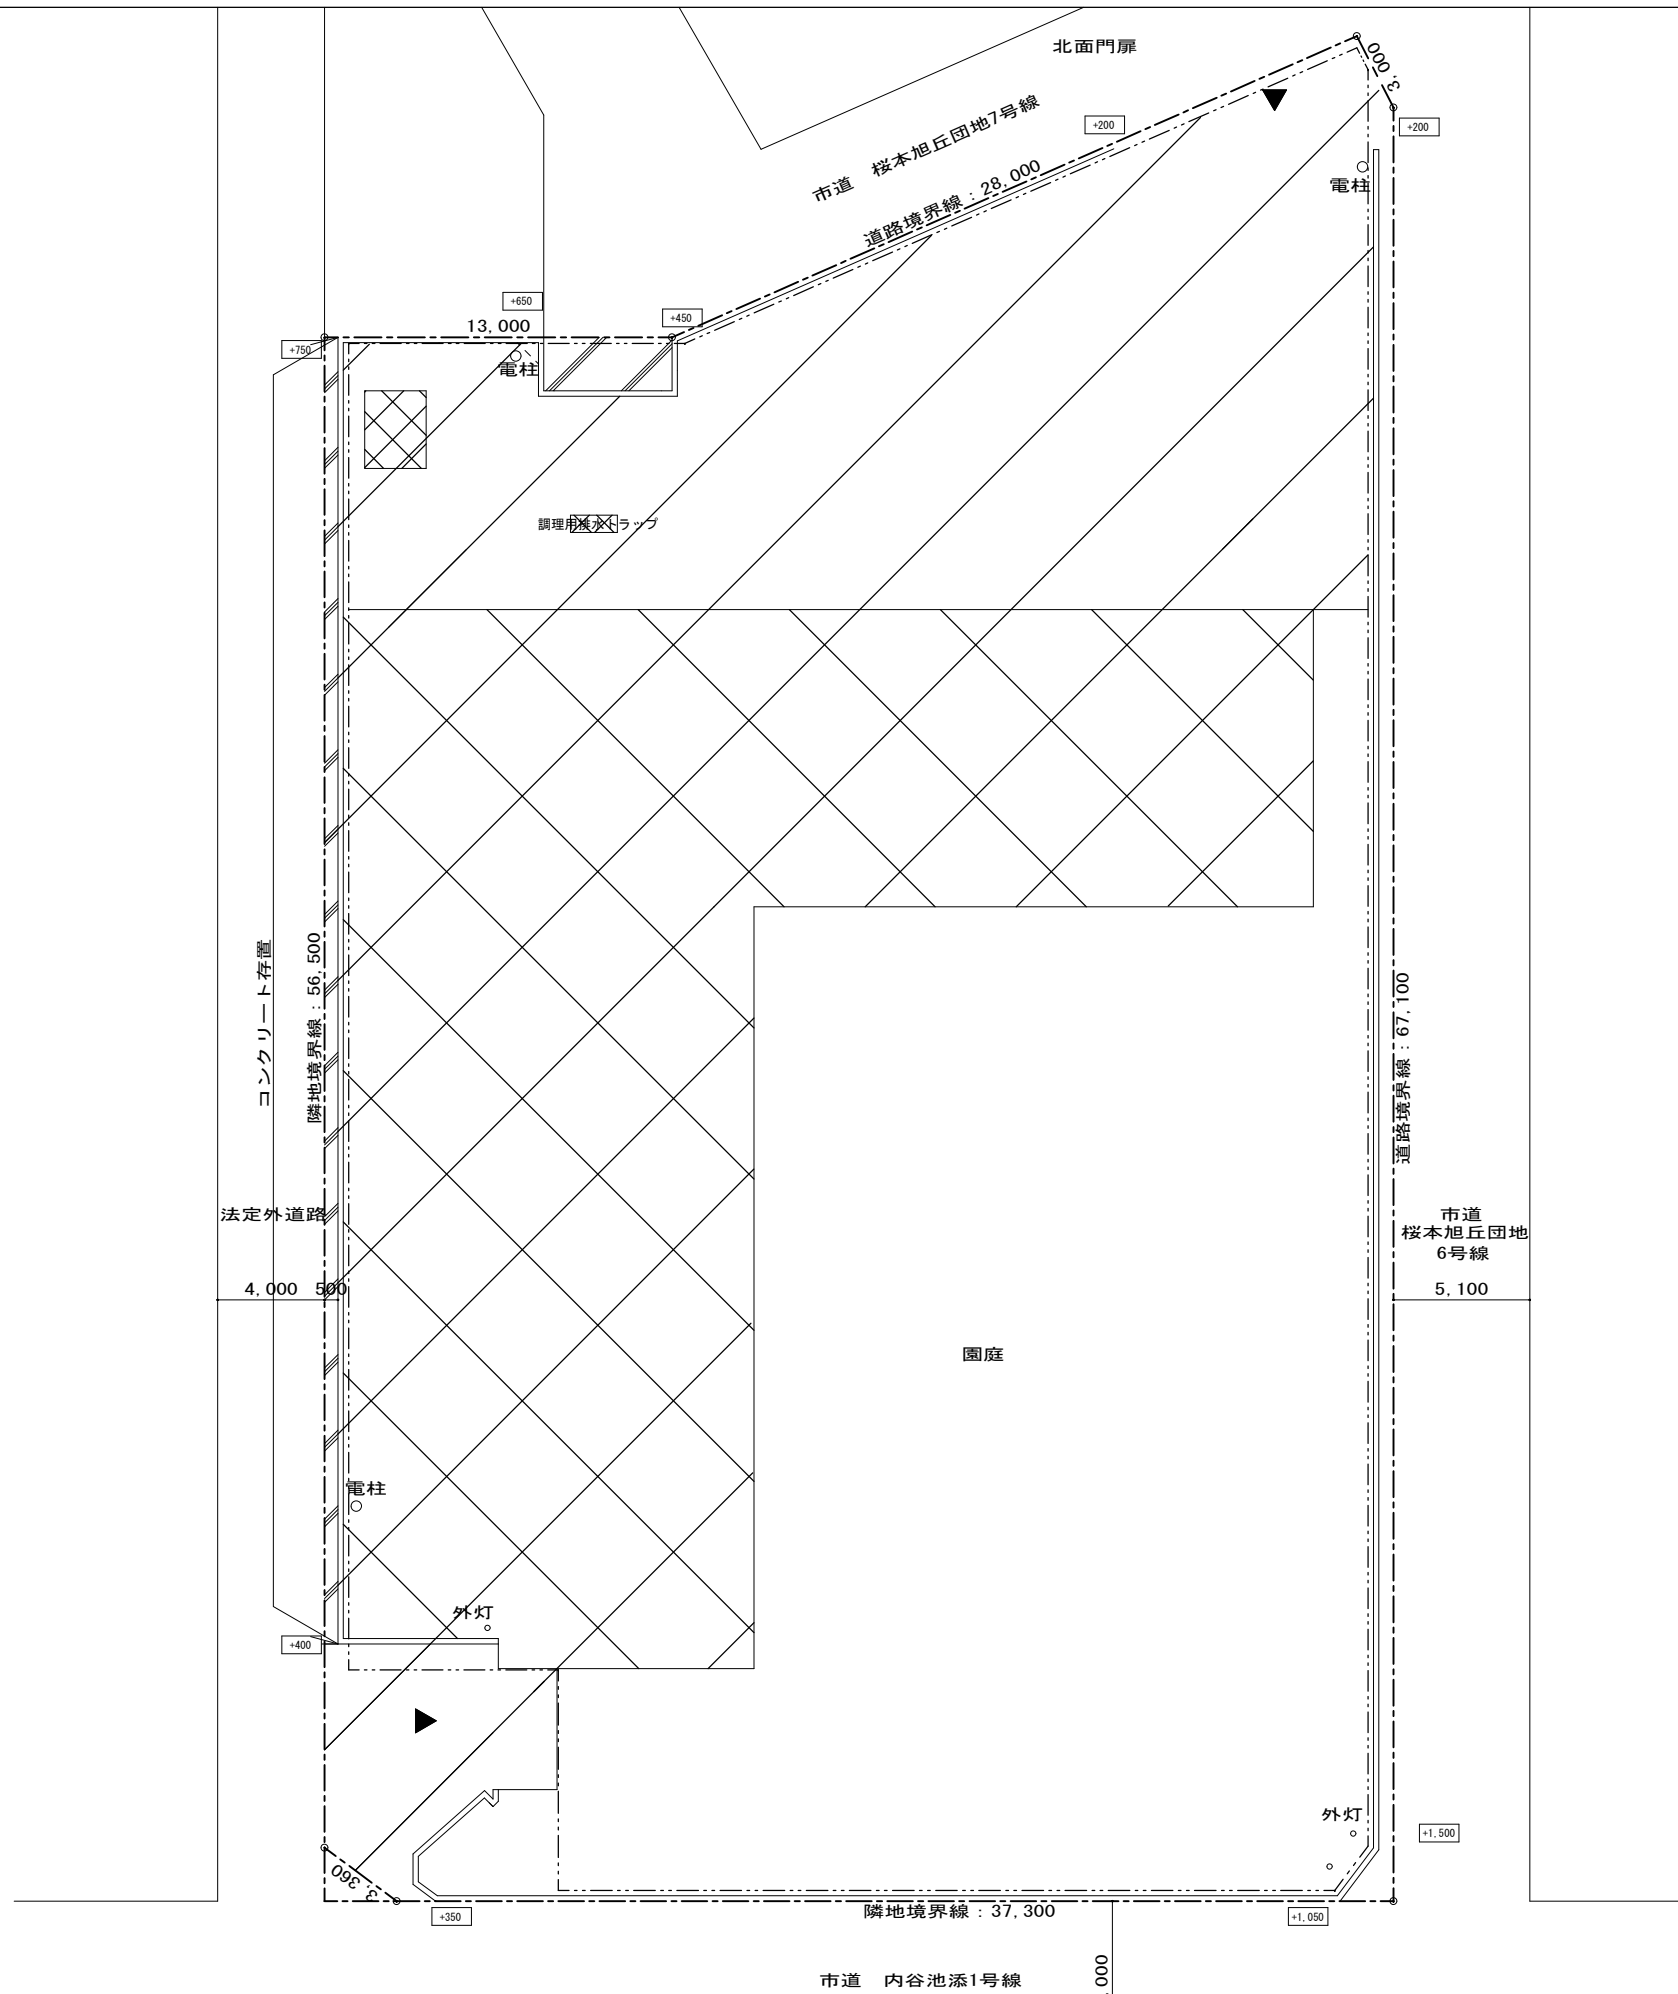 北面門扉
3,000
市道　桜本旭丘団地7号線
+200
+200
道路境界線：28,000
電柱
+650
+450
13,000
+750
電柱
調理用排水トラップ
コンクリート存置
隣地境界線：56,500
道路境界線：67,100
法定外道路
市道
桜本旭丘団地
6号線
4,000
500
5,100
園庭
電柱
外灯
+400
外灯
+1,500
3,360
+350
隣地境界線：37,300
+1,050
市道　内谷池添1号線